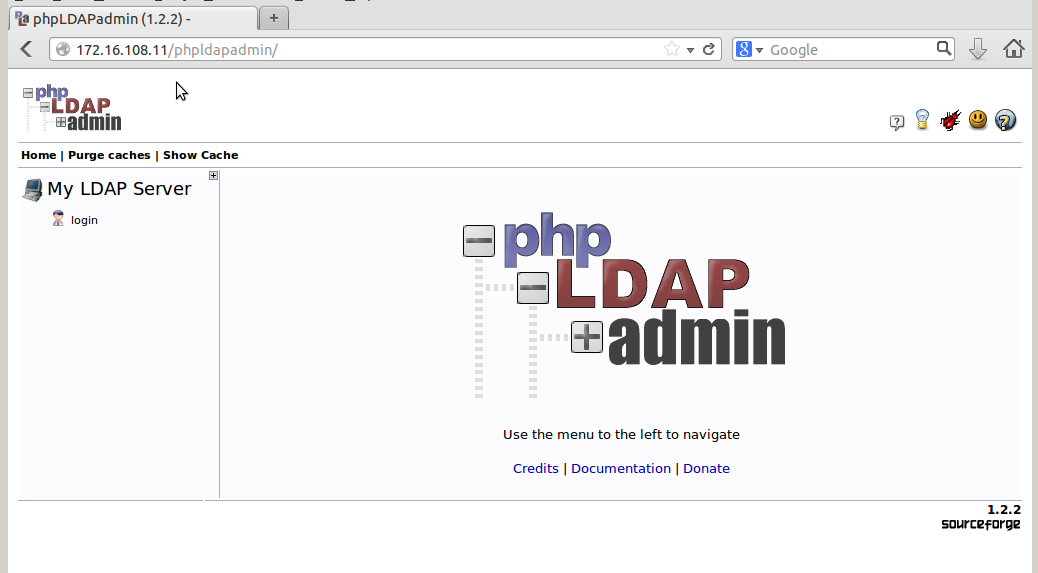 phpLDAPadmin (1.2.2) -
172.16.108.11/phpldapadmin/
Google
php
LDAP
admin
Home | Purge caches | Show Cache
My LDAP Server
login
php
LDAP
admin
Use the menu to the left to navigate
Credits | Documentation | Donate
1.2.2
sourceforge